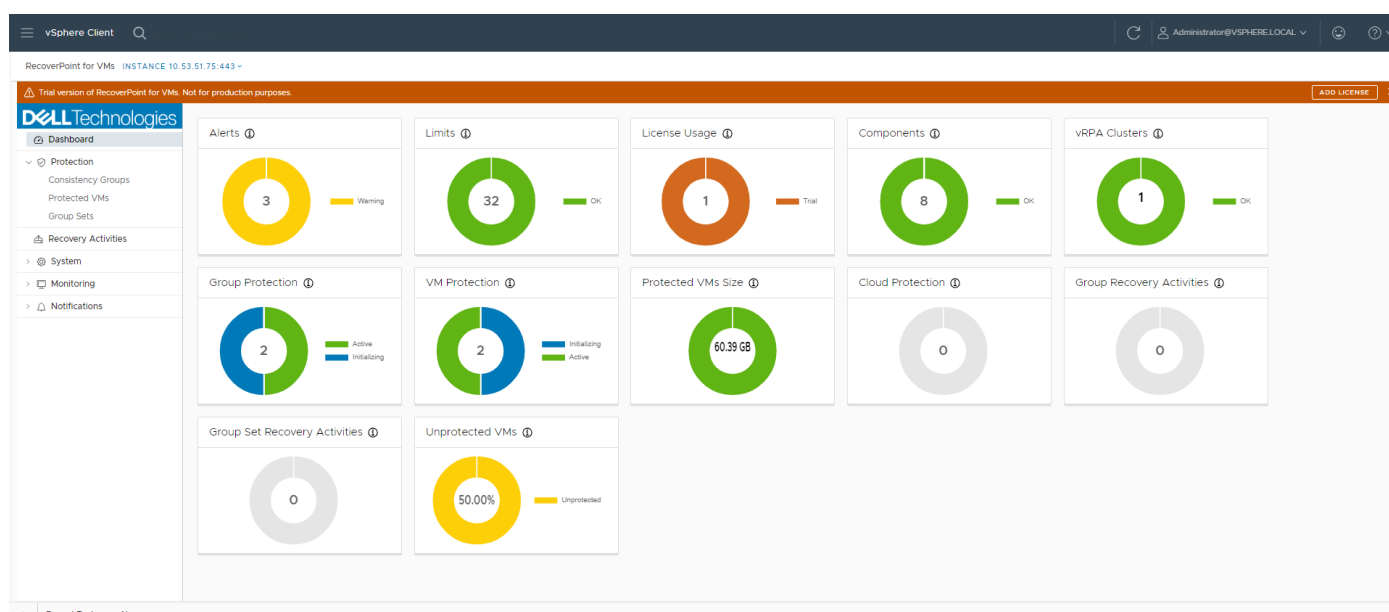 vSphere Client
Administrator@VSPHERE.LOCAL
RecoverPoint for VMs INSTANCE 10.53.51.75:443
Trial version of RecoverPoint for VMs. Not for production purposes.
ADD LICENSE
DELLTechnologies
Dashboard
Protection
Consistency Groups
Protected VMs
Group Sets
Recovery Activities
System
Monitoring
Notifications
Alerts
3
Warning
Limits
32
OK
License Usage
1
Trial
Components
8
OK
vRPA Clusters
1
OK
Group Protection
2
Active
Initializing
VM Protection
2
Initializing
Active
Protected VMs Size
60.39 GB
Cloud Protection
0
Group Recovery Activities
0
Group Set Recovery Activities
0
Unprotected VMs
50.00%
Unprotected